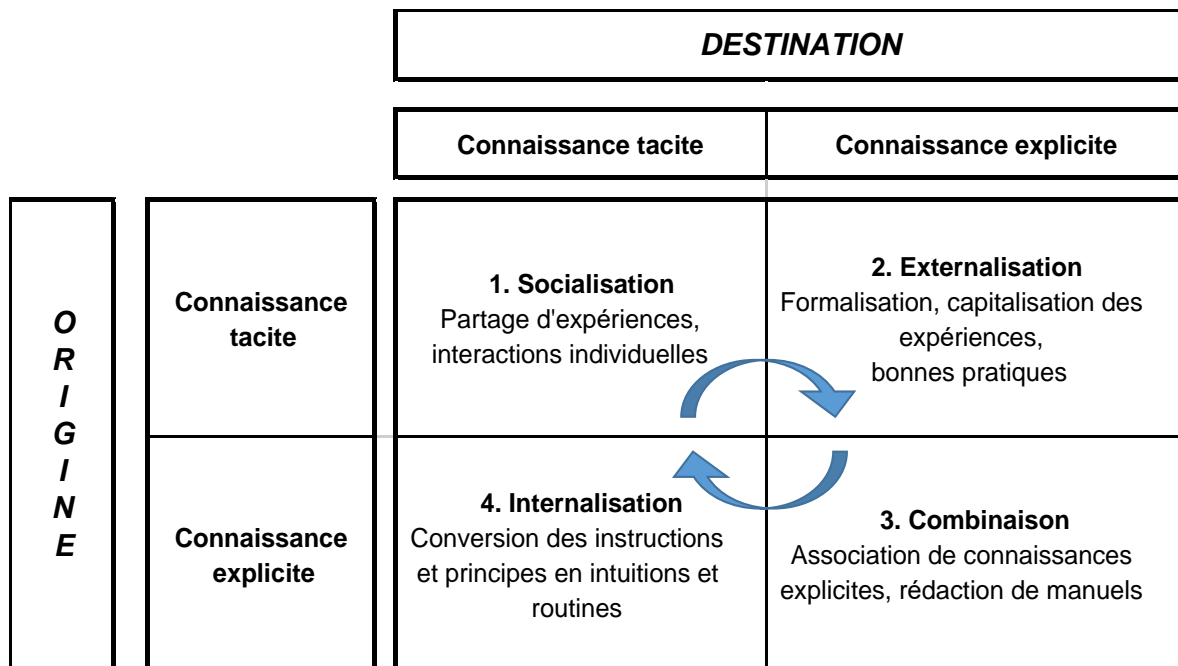 DESTINATION
Connaissance tacite
Connaissance explicite
O
R
I
G
I
N
E
Connaissance
tacite
1. Socialisation
Partage d'expériences,
interactions individuelles
2. Externalisation
Formalisation, capitalisation des
expériences,
bonnes pratiques
Connaissance
explicite
4. Internalisation
Conversion des instructions
et principes en intuitions et
routines
3. Combinaison
Association de connaissances
explicites, rédaction de manuels